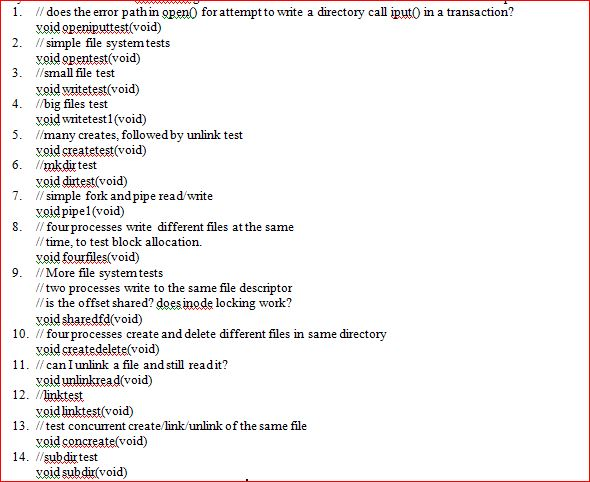 1. // does the error path in open() for attempt to write a directory call iput() in a transaction?
void openiputtest(void)
2. // simple file system tests
void opentest(void)
3. //small file test
void writetest(void)
4. //big files test
void writetest1(void)
5. //many creates, followed by unlink test
void createtest(void)
6. //mkdir test
void dirtest(void)
7. // simple fork and pipe read/write
void pipe1(void)
8. // four processes write different files at the same
// time, to test block allocation.
void fourfiles(void)
9. // More file system tests
// two processes write to the same file descriptor
// is the offset shared? does inode locking work?
void sharedfd(void)
10. // four processes create and delete different files in same directory
void createdelete(void)
11. // can I unlink a file and still read it?
void unlinkread(void)
12. //linktest
void linktest(void)
13. // test concurrent create/link/unlink of the same file
void concreate(void)
14. //subdir test
void subdir(void)